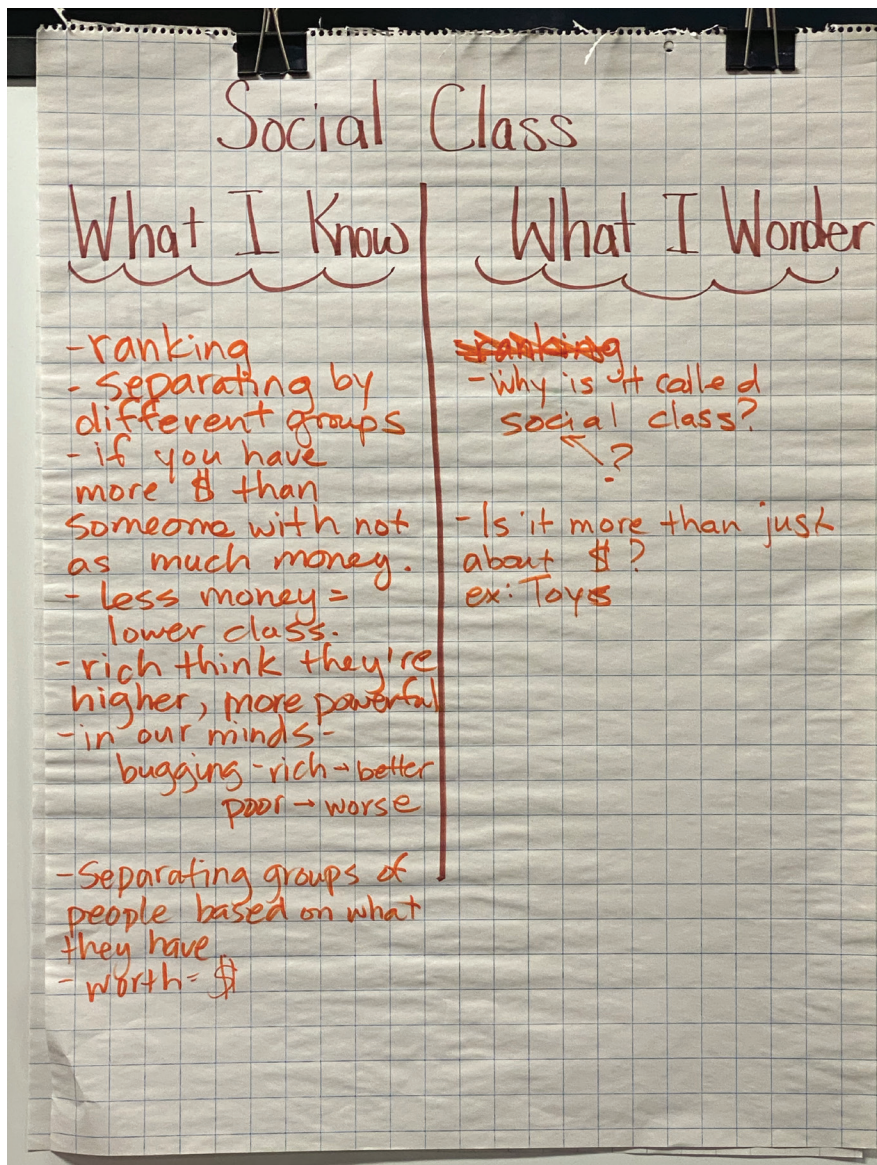 Social Class
What I Know
-ranking
- separating by
different groups
- if you have
more $ than
someone with not
as much money.
- less money =
lower class.
-rich think they're
higher, more powerful
-in our minds-
bugging -rich → better
poor → worse
-Separating groups of
people based on what
they have
- worth = $
What I Wonder
-ranking
-Why is it called
social class?
?
-Is it more than just
about $?
ex: Toys